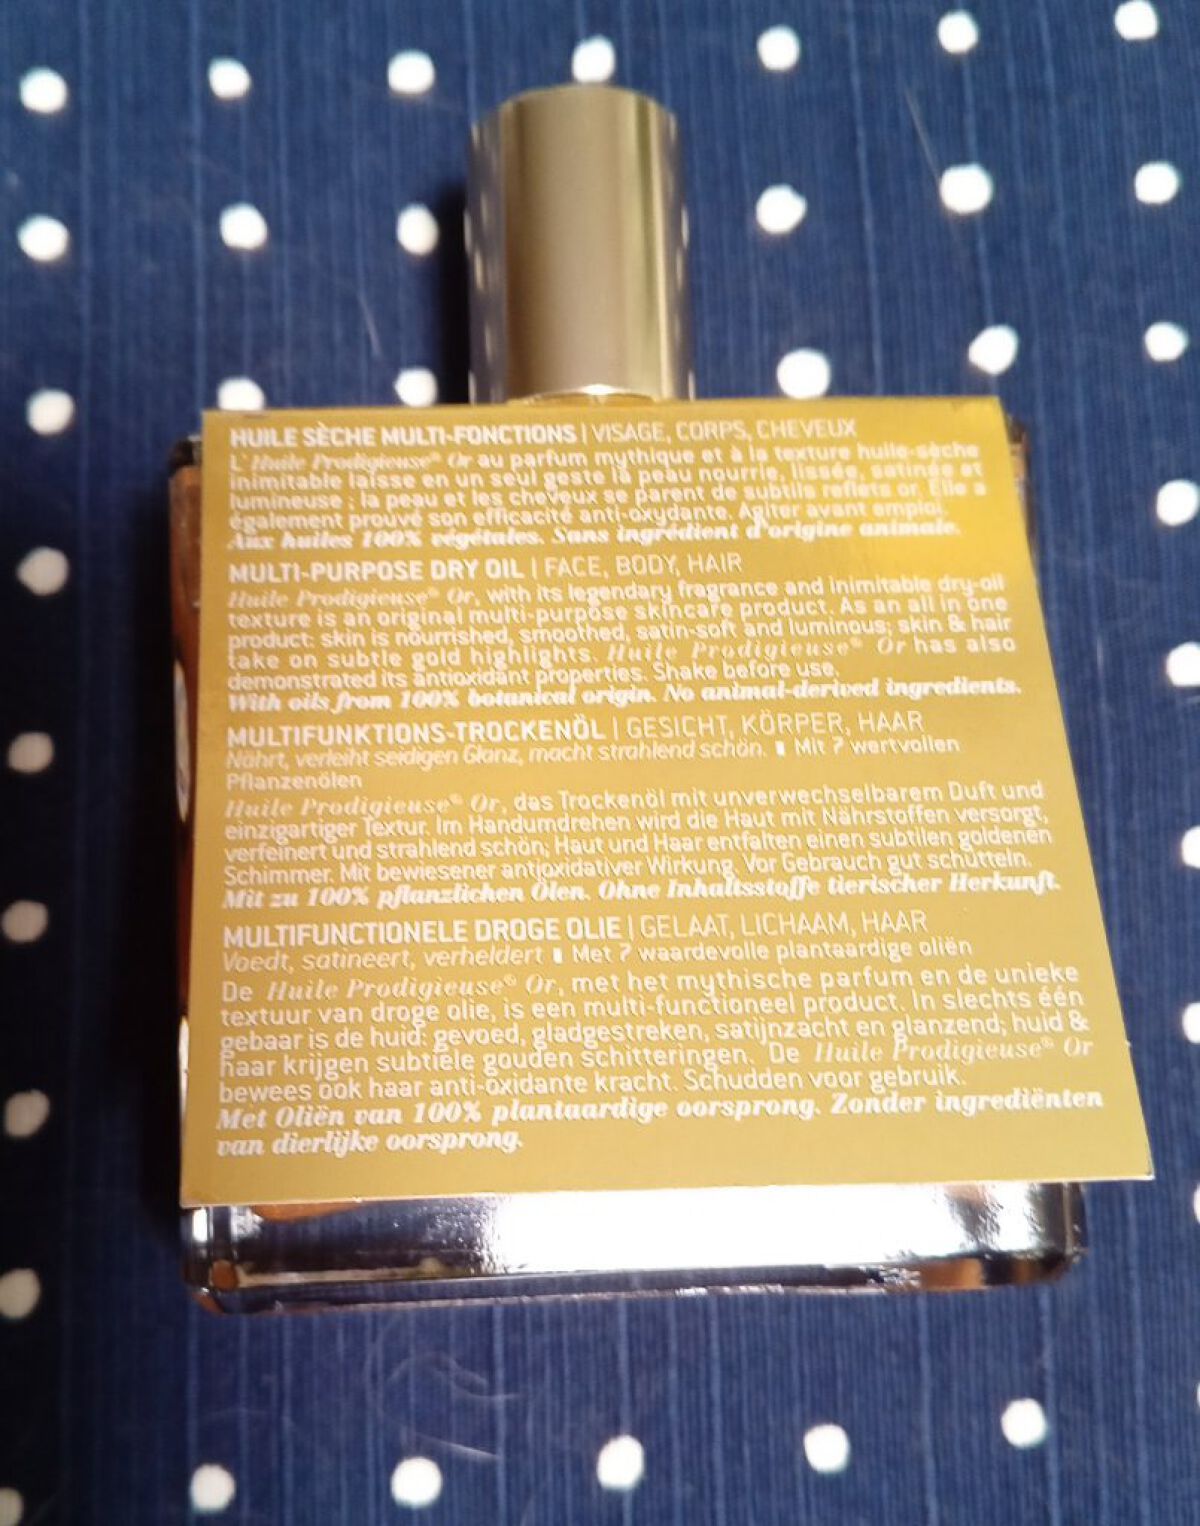 HUILE SÈCHE MULTI-FONCTIONS | VISAGE, CORPS, CHEVEUX
L'Huile Prodigieuse® Or au parfum mythique et à la texture huile-sèche
inimitable laisse en un seul geste la peau nourrie, lissée, satinée et
lumineuse ; la peau et les cheveux se parent de subtils reflets or. Elle a
également prouvé son efficacité anti-oxydante. Agiter avant emploi.
Aux huiles 100% végétales. Sans ingrédient d'origine animale.
MULTI-PURPOSE DRY OIL | FACE, BODY, HAIR
Huile Prodigieuse® Or, with its legendary fragrance and inimitable dry-oil
texture is an original multi-purpose skincare product. As an all in one
product: skin is nourished, smoothed, satin-soft and luminous; skin & hair
take on subtle gold highlights. Huile Prodigieuse® Or has also
demonstrated its antioxidant properties. Shake before use.
With oils from 100% botanical origin. No animal-derived ingredients.
MULTIFUNKTIONS-TROCKENÖL | GESICHT, KÖRPER, HAAR
Nährt, verleiht seidigen Glanz, macht strahlend schön. ▮ Mit 7 wertvollen
Pflanzenölen
Huile Prodigieuse® Or, das Trockenöl mit unverwechselbarem Duft und
einzigartiger Textur. Im Handumdrehen wird die Haut mit Nährstoffen versorgt,
verfeinert und strahlend schön, Haut und Haar entfalten einen subtilen goldenen
Schimmer. Mit bewiesener antioxidativer Wirkung. Vor Gebrauch gut schütteln.
Mit zu 100% pflanzlichen Ölen. Ohne Inhaltsstoffe tierischer Herkunft.
MULTIFUNCTIONELE DROGE OLIE | GELAAT, LICHAAM, HAAR
Voedt, satineert, verheldert ▮ Met 7 waardevolle plantaardige oliën
De Huile Prodigieuse® Or, met het mythische parfum en de unieke
textuur van droge olie, is een multi-functioneel product. In slechts één
gebaar is de huid: gevoed, gladgestreken, satijnzacht en glanzend; huid &
haar krijgen subtiele gouden schitteringen. De Huile Prodigieuse® Or
bewees ook haar anti-oxidante kracht. Schudden voor gebruik.
Met Oliën van 100% plantaardige oorsprong. Zonder ingrediënten
van dierlijke oorsprong.